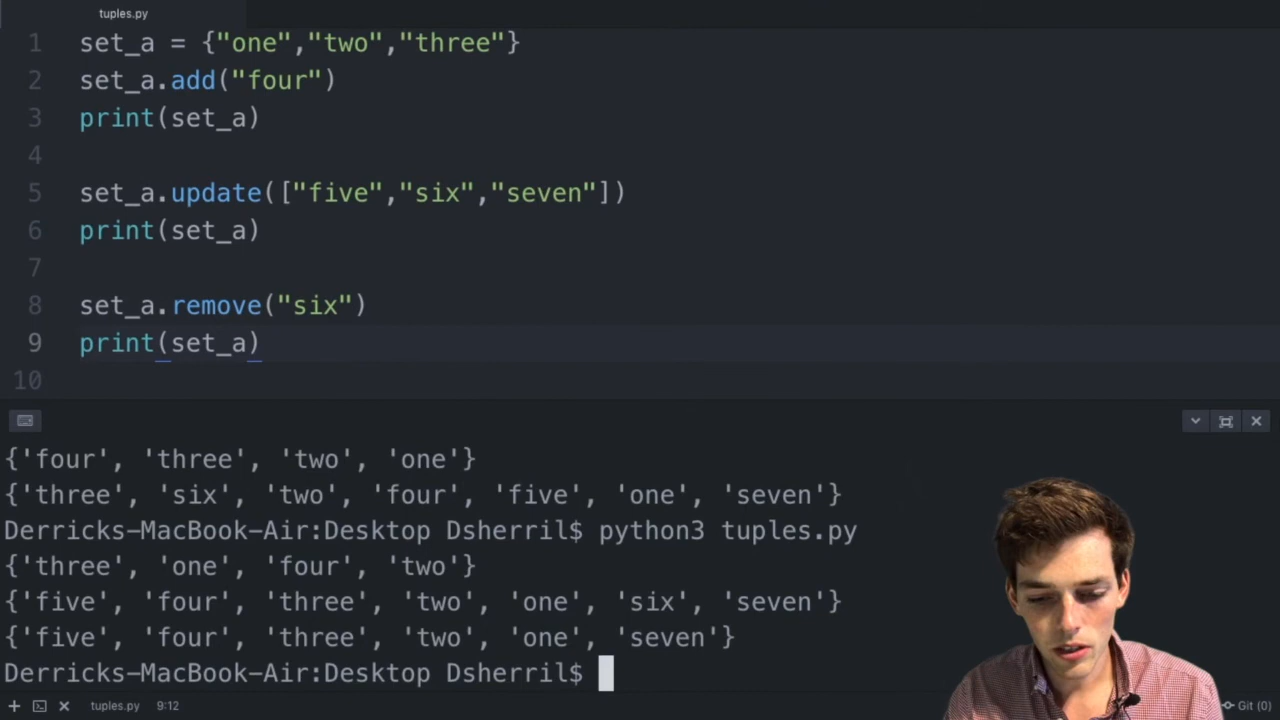 tuples.py
1 set_a = {"one","two","three"}
2 set_a.add("four")
3 print(set_a)
4
5 set_a.update(["five","six","seven"])
6 print(set_a)
7
8 set_a.remove("six")
9 print(set_a)
10
{'four', 'three', 'two', 'one'}
{'three', 'six', 'two', 'four', 'five', 'one', 'seven'}
Derricks-MacBook-Air:Desktop Dsherril$ python3 tuples.py
{'three', 'one', 'four', 'two'}
{'five', 'four', 'three', 'two', 'one', 'six', 'seven'}
{'five', 'four', 'three', 'two', 'one', 'seven'}
Derricks-MacBook-Air:Desktop Dsherril$
tuples.py 9:12 Git (0)